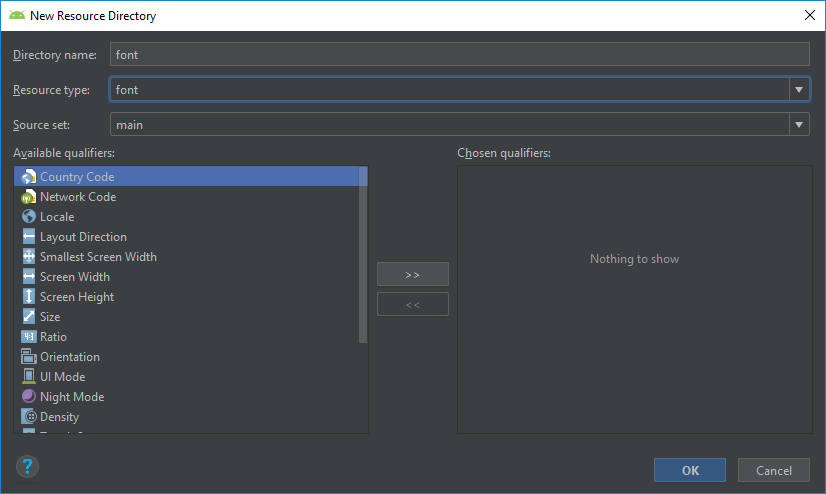 New Resource Directory
Directory name: font
Resource type: font
Source set: main
Available qualifiers:
Country Code
Network Code
Locale
Layout Direction
Smallest Screen Width
Screen Width
Screen Height
Size
4:3 Ratio
Orientation
UI Mode
Night Mode
Density
>>
<<
Chosen qualifiers:
Nothing to show
?
OK
Cancel